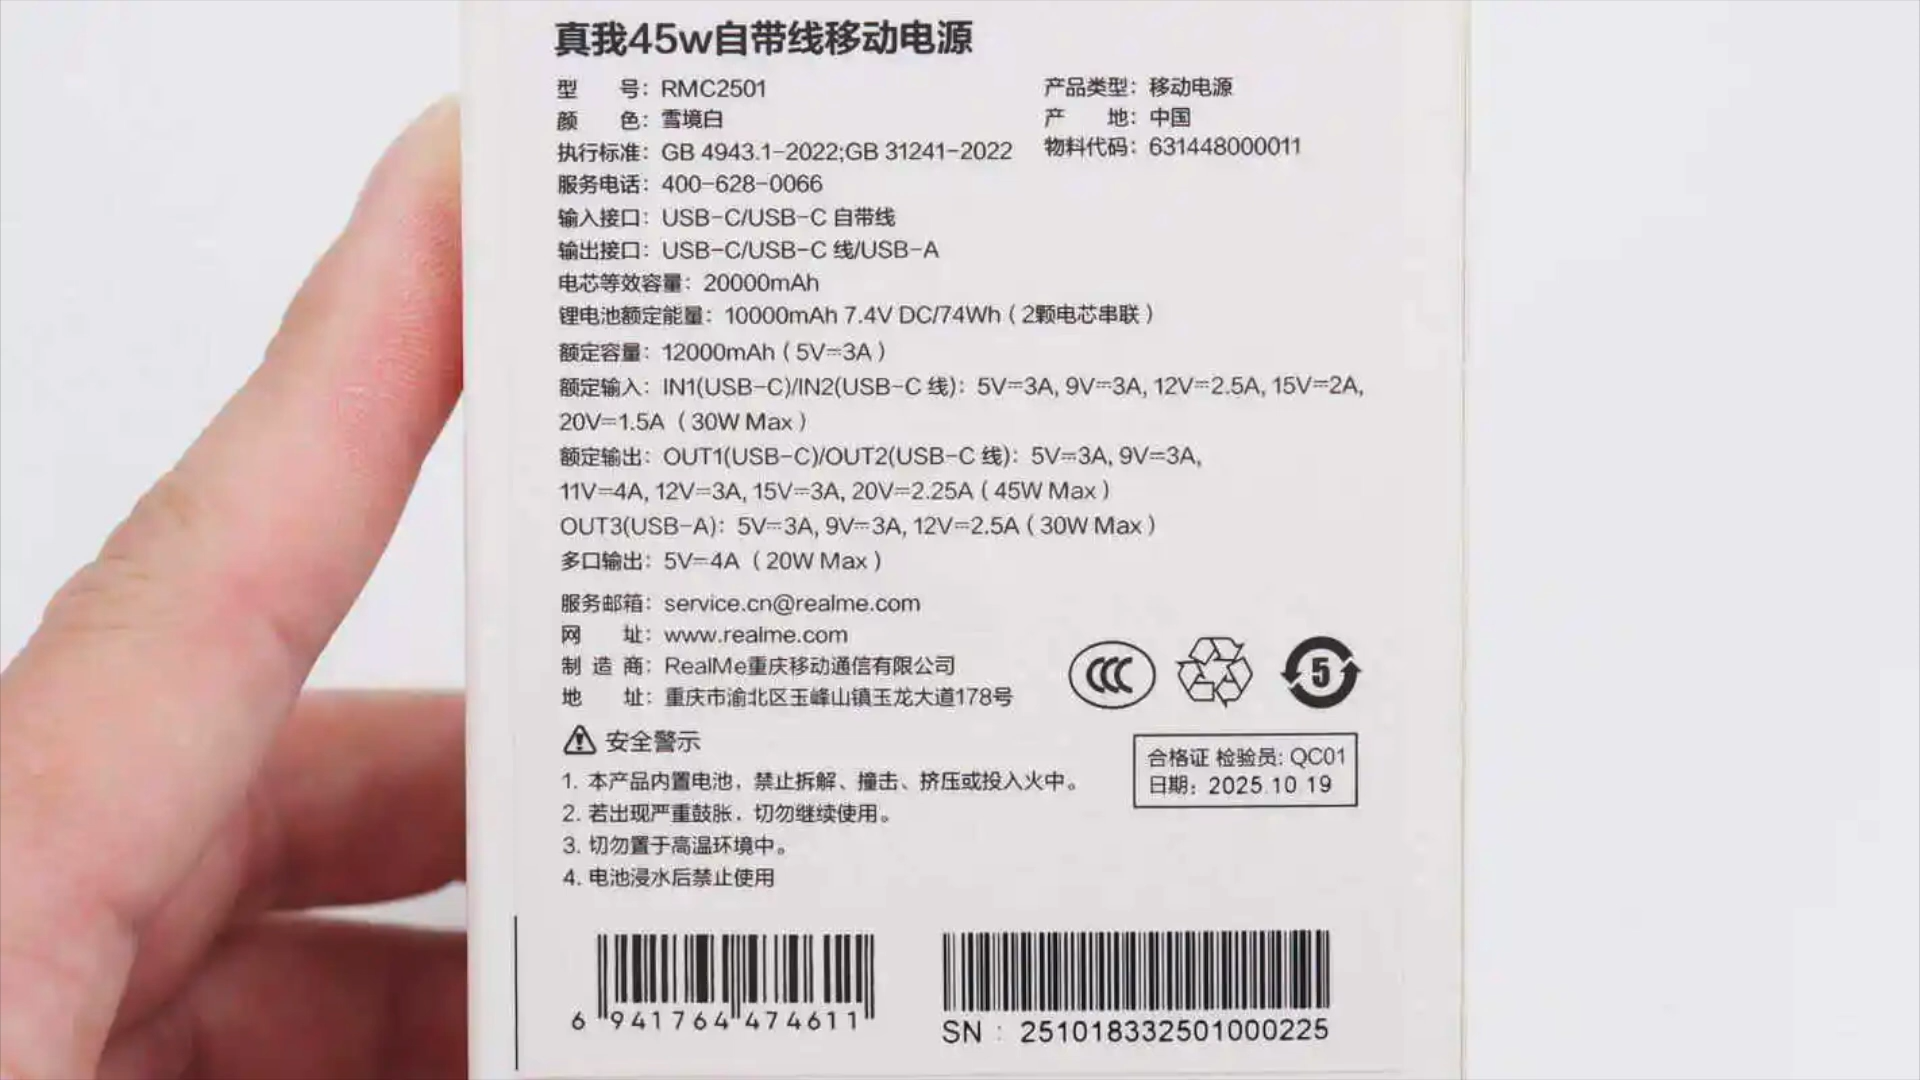 真我45w自带线移动电源
型 号：RMC2501
产品类型：移动电源
颜 色：雪境白
产 地：中国
执行标准：GB 4943.1-2022;GB 31241-2022
物料代码：631448000011
服务电话：400-628-0066
输入接口：USB-C/USB-C 自带线
输出接口：USB-C/USB-C 线/USB-A
电芯等效容量：20000mAh
锂电池额定能量：10000mAh 7.4V DC/74Wh（2颗电芯串联）
额定容量：12000mAh（5V⎓3A）
额定输入：IN1(USB-C)/IN2(USB-C 线)：5V⎓3A, 9V⎓3A, 12V⎓2.5A, 15V⎓2A,
20V⎓1.5A（30W Max）
额定输出：OUT1(USB-C)/OUT2(USB-C 线)：5V⎓3A, 9V⎓3A,
11V⎓4A, 12V⎓3A, 15V⎓3A, 20V⎓2.25A（45W Max）
OUT3(USB-A)：5V⎓3A, 9V⎓3A, 12V⎓2.5A（30W Max）
多口输出：5V⎓4A（20W Max）
服务邮箱：service.cn@realme.com
网 址：www.realme.com
制 造 商：RealMe重庆移动通信有限公司
地 址：重庆市渝北区玉峰山镇玉龙大道178号
CCC
5
安全警示
合格证 检验员: QC01
日期：2025.10 19
1. 本产品内置电池，禁止拆解、撞击、挤压或投入火中。
2. 若出现严重鼓胀，切勿继续使用。
3. 切勿置于高温环境中。
4. 电池浸水后禁止使用
6 941764 474611
SN : 251018332501000225